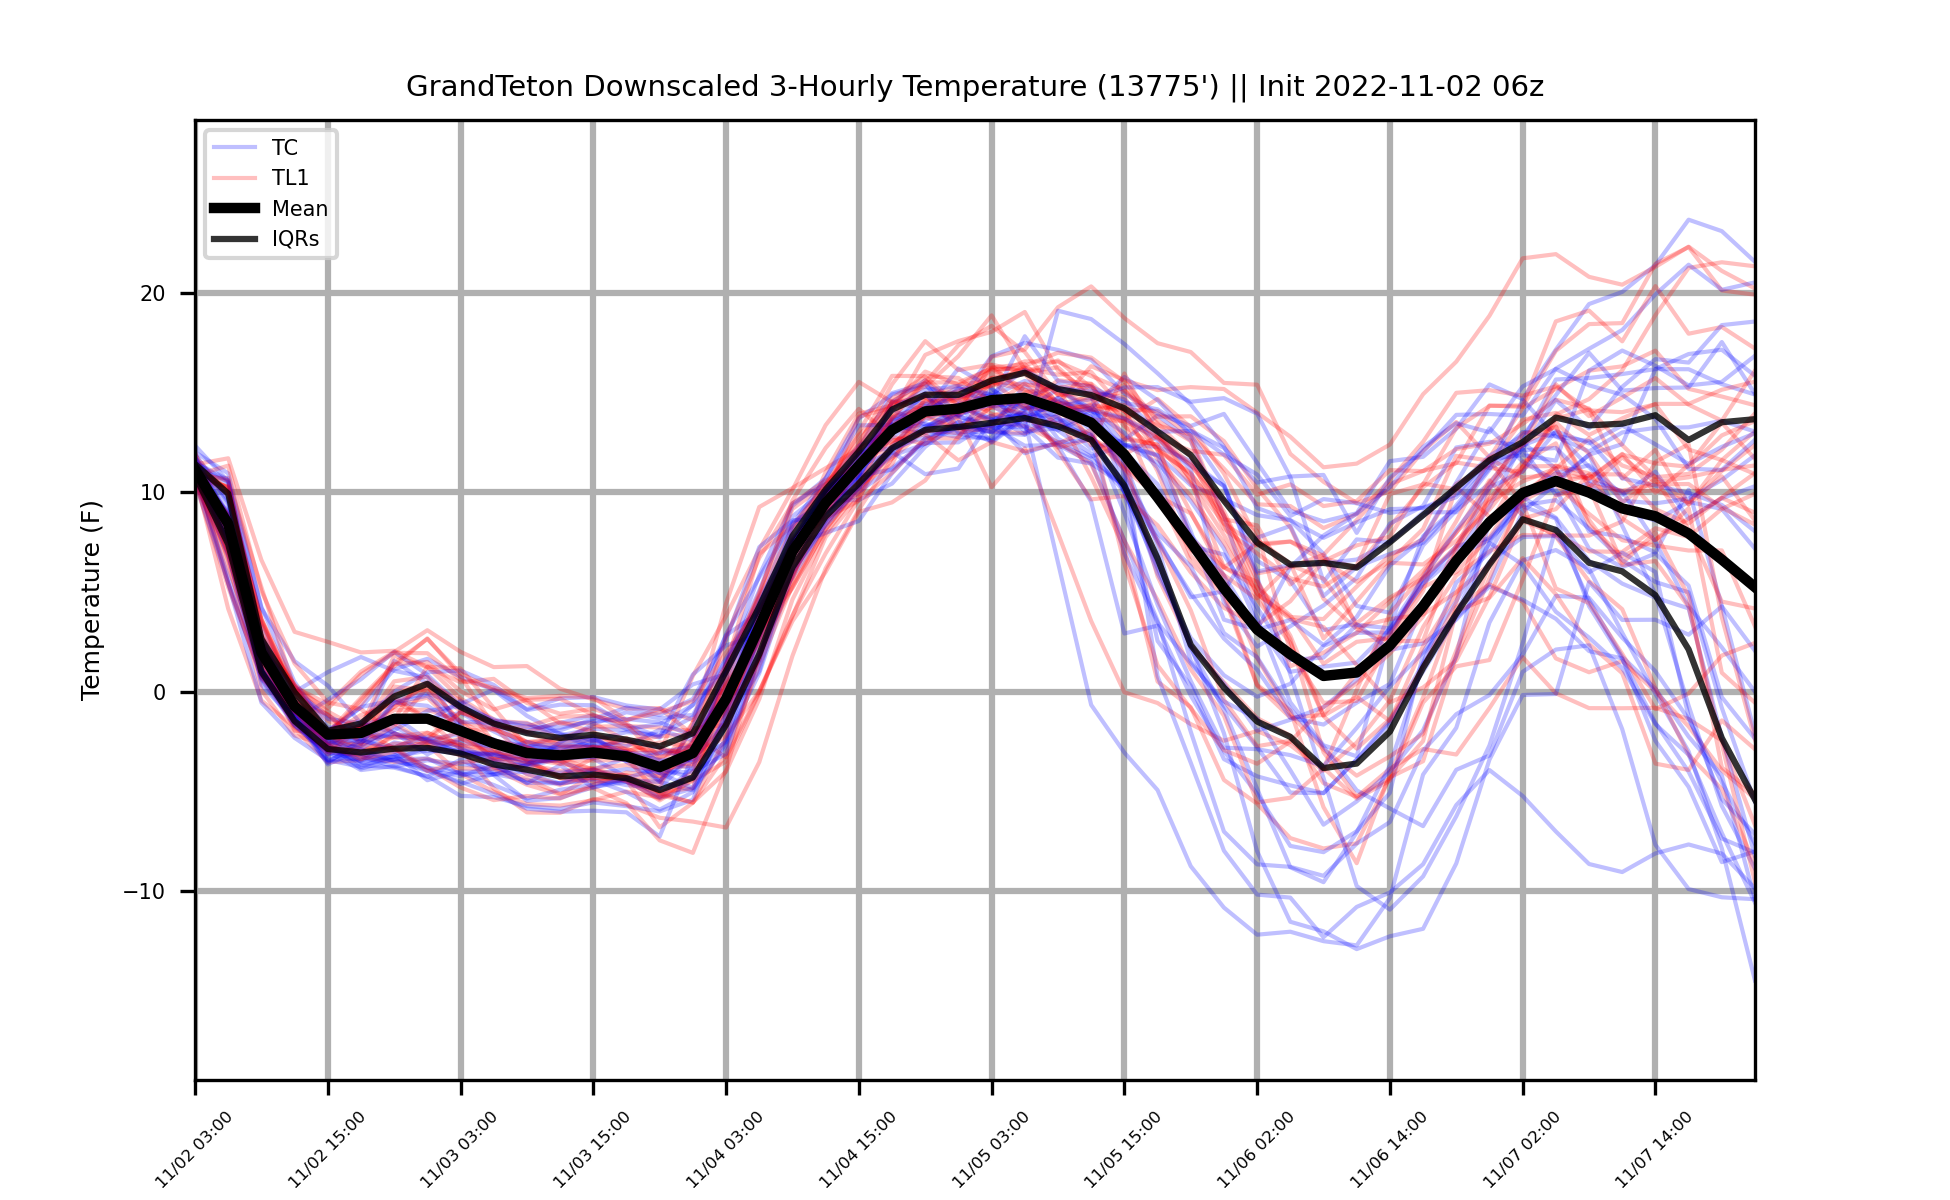 GrandTeton Downscaled 3-Hourly Temperature (13775') || Init 2022-11-02 06z
TC
TL1
Mean
IQRs
Temperature (F)
20
10
0
−10
11/02 03:00
11/02 15:00
11/03 03:00
11/03 15:00
11/04 03:00
11/04 15:00
11/05 03:00
11/05 15:00
11/06 02:00
11/06 14:00
11/07 02:00
11/07 14:00